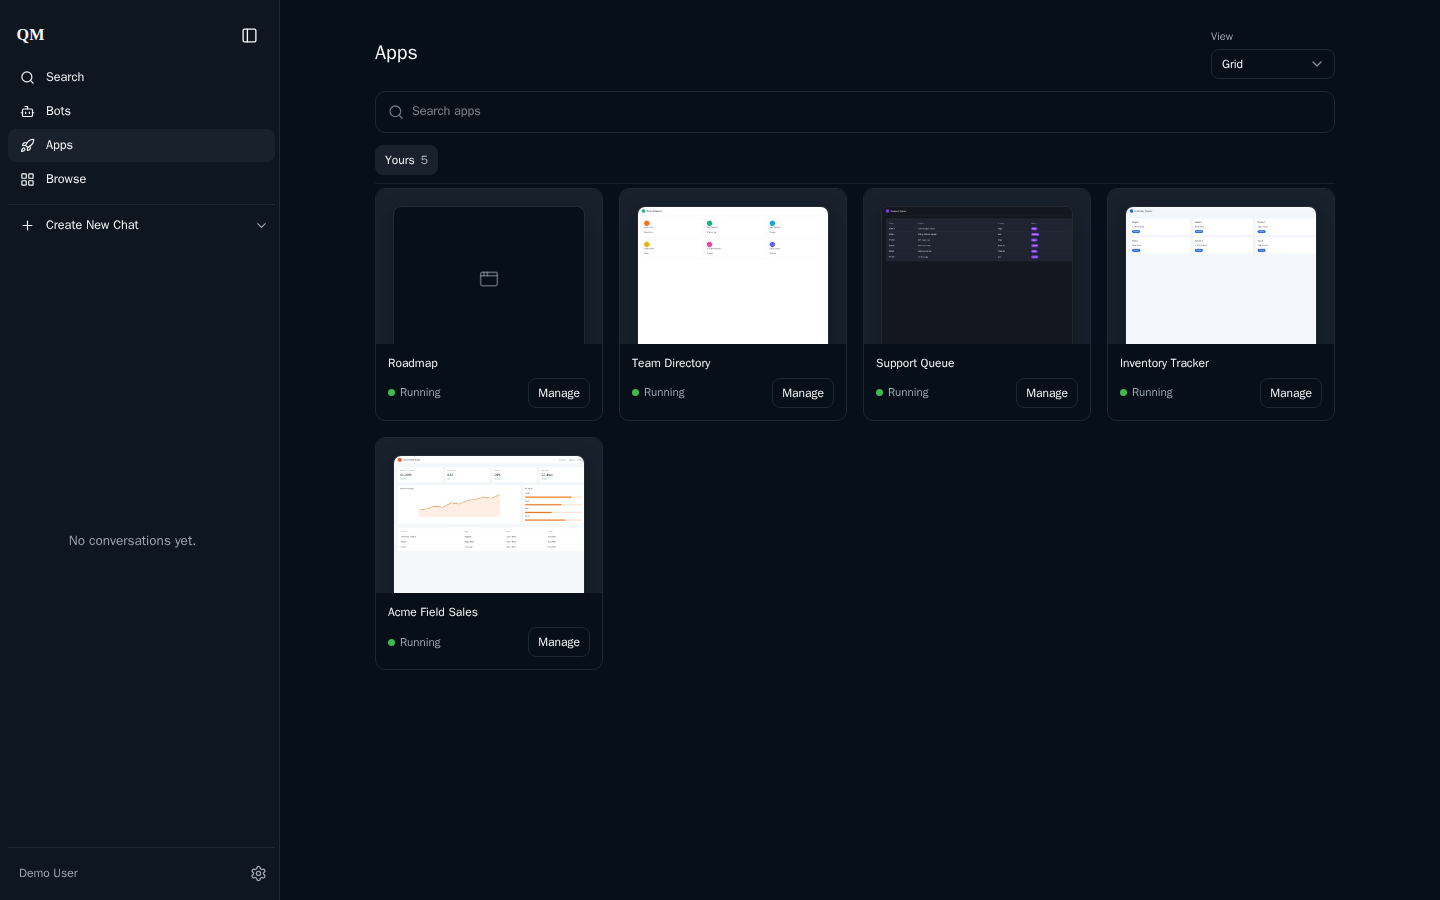 QM
Search
Bots
Apps
Browse
Create New Chat
No conversations yet.
Demo User
Apps
View
Grid
Search apps
Yours 5
Roadmap
Running
Manage
Team Directory
Running
Manage
Support Queue
Running
Manage
Inventory Tracker
Running
Manage
Acme Field Sales
Running
Manage